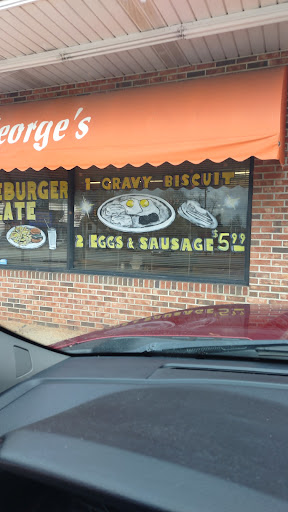 eorge's
EBURGER
ATE
1 GRAVY BISCUIT
2 EGGS & SAUSAGE $5.99